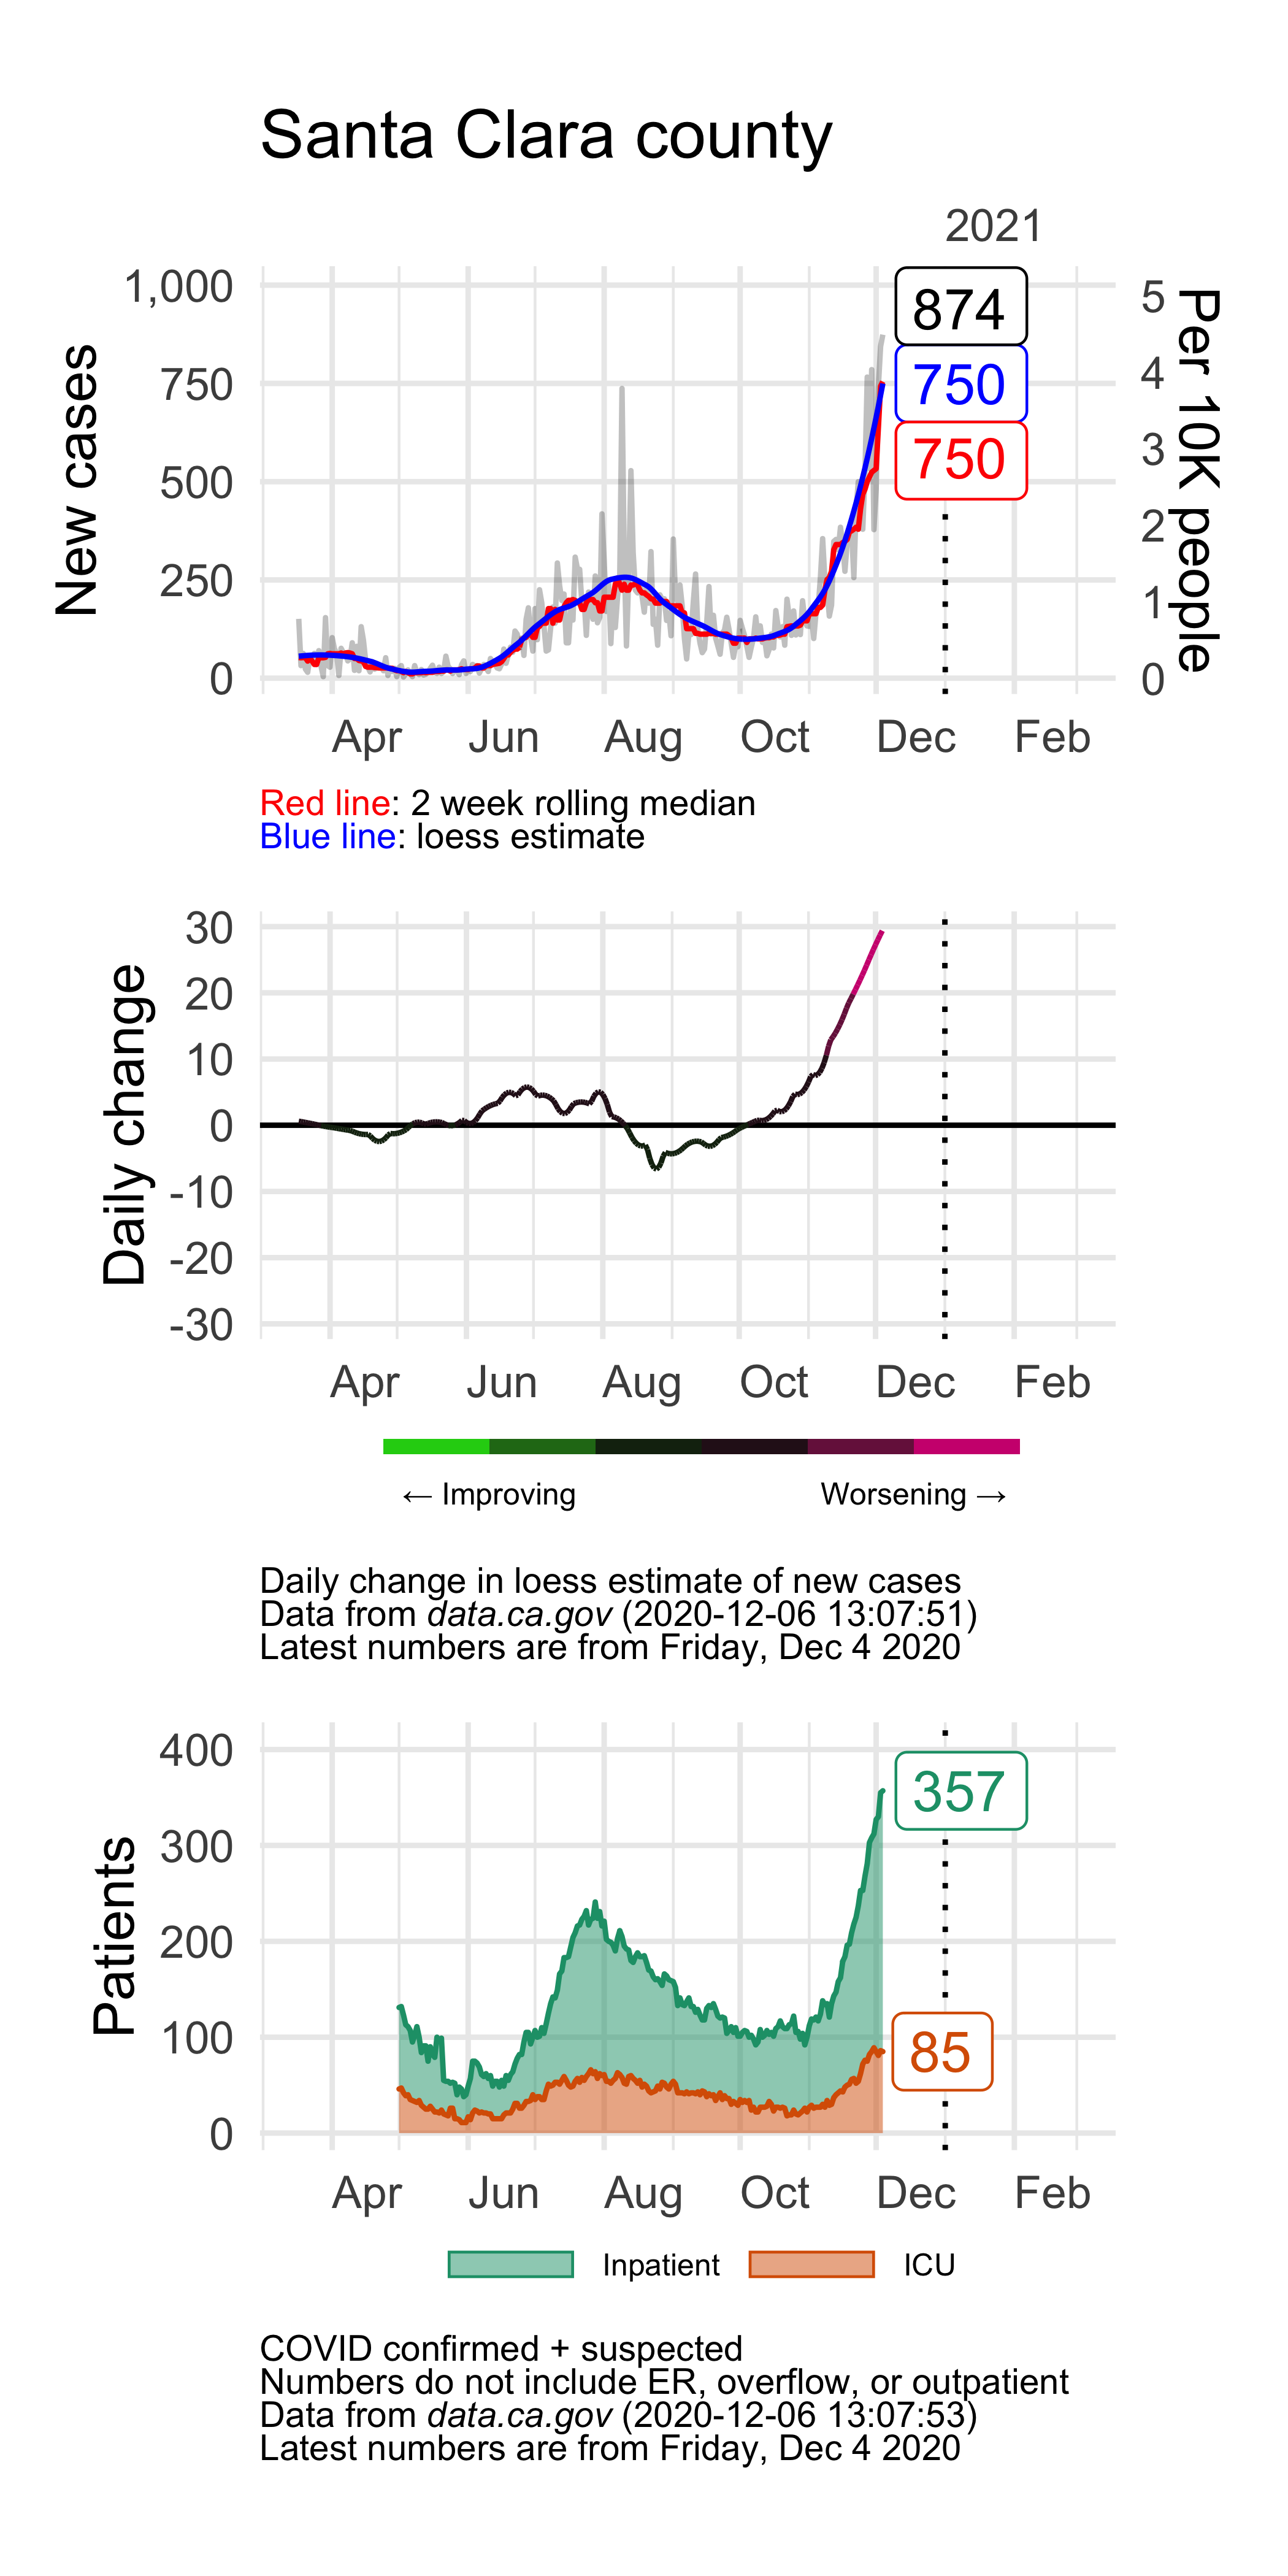 Santa Clara county
2021
1,000
750
500
250
0
New cases
874
750
750
5
4
3
2
1
0
Per 10K people
Apr Jun Aug Oct Dec Feb
Red line: 2 week rolling median
Blue line: loess estimate
30
20
10
0
-10
-20
-30
Daily change
Apr Jun Aug Oct Dec Feb
← Improving Worsening →
Daily change in loess estimate of new cases
Data from data.ca.gov (2020-12-06 13:07:51)
Latest numbers are from Friday, Dec 4 2020
400
300
200
100
0
Patients
357
85
Apr Jun Aug Oct Dec Feb
Inpatient ICU
COVID confirmed + suspected
Numbers do not include ER, overflow, or outpatient
Data from data.ca.gov (2020-12-06 13:07:53)
Latest numbers are from Friday, Dec 4 2020